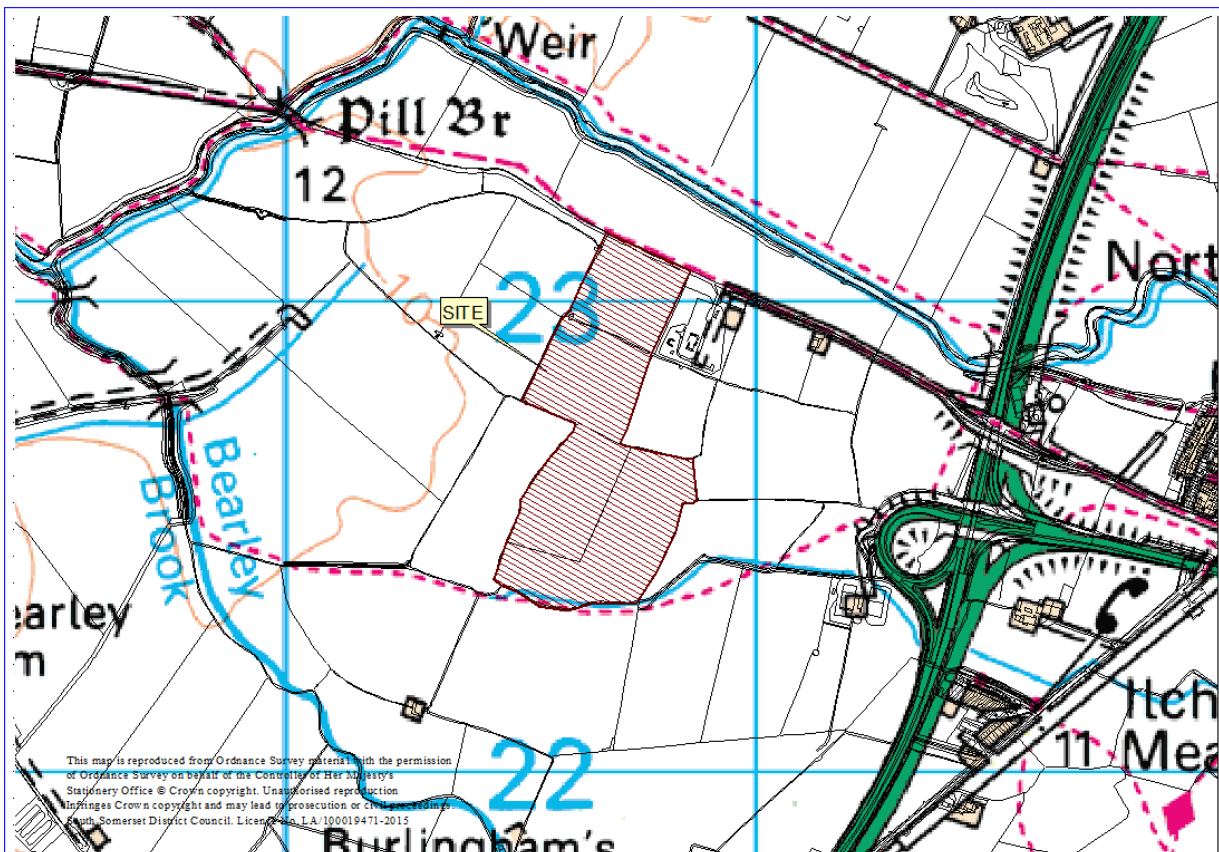 Weir
Pill Br
12
Nort
10
SITE
23
Bearley
Brook
earley
m
Itch
Mea
11
22
This map is reproduced from Ordnance Survey material with the permission
of Ordnance Survey on behalf of the Controller of Her Majesty's
Stationery Office © Crown copyright. Unauthorised reproduction
Infringes Crown copyright and may lead to prosecution or civil proceedings.
South Somerset District Council. Licence No. LA/100019471-2015
Burlingham's